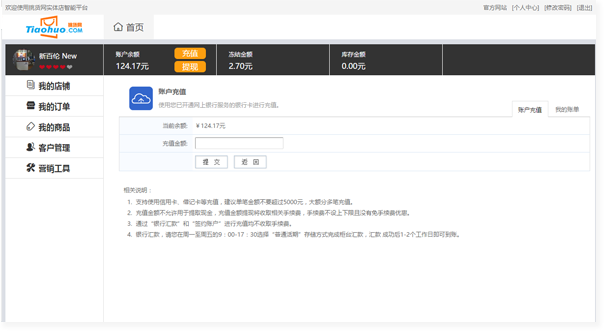 欢迎使用挑货网实体店智能平台
官方网站 [个人中心] [修改密码] [退出]
挑货网
Tiaohuo.COM
首页
新百伦 New
账户余额
124.17元
充值
提现
冻结金额
2.70元
库存金额
0.00元
我的店铺
我的订单
我的商品
客户管理
营销工具
账户充值
使用您已开通网上银行服务的银行卡进行充值。
账户充值
我的账单
当前余额: ￥124.17元
充值金额:
提 交
返 回
相关说明：
1. 支持使用信用卡、借记卡等充值，建议单笔金额不要超过5000元，大额分多笔充值。
2. 充值金额不允许用于提取现金，充值金额提现将收取相关手续费，手续费不设上下限且没有免手续费优惠。
3. 通过“银行汇款”和“签约账户”进行充值均不收取手续费。
4. 银行汇款，请您在周一至周五的9：00-17：30选择“普通活期”存储方式完成柜台汇款，汇款 成功后1-2个工作日即可到账。